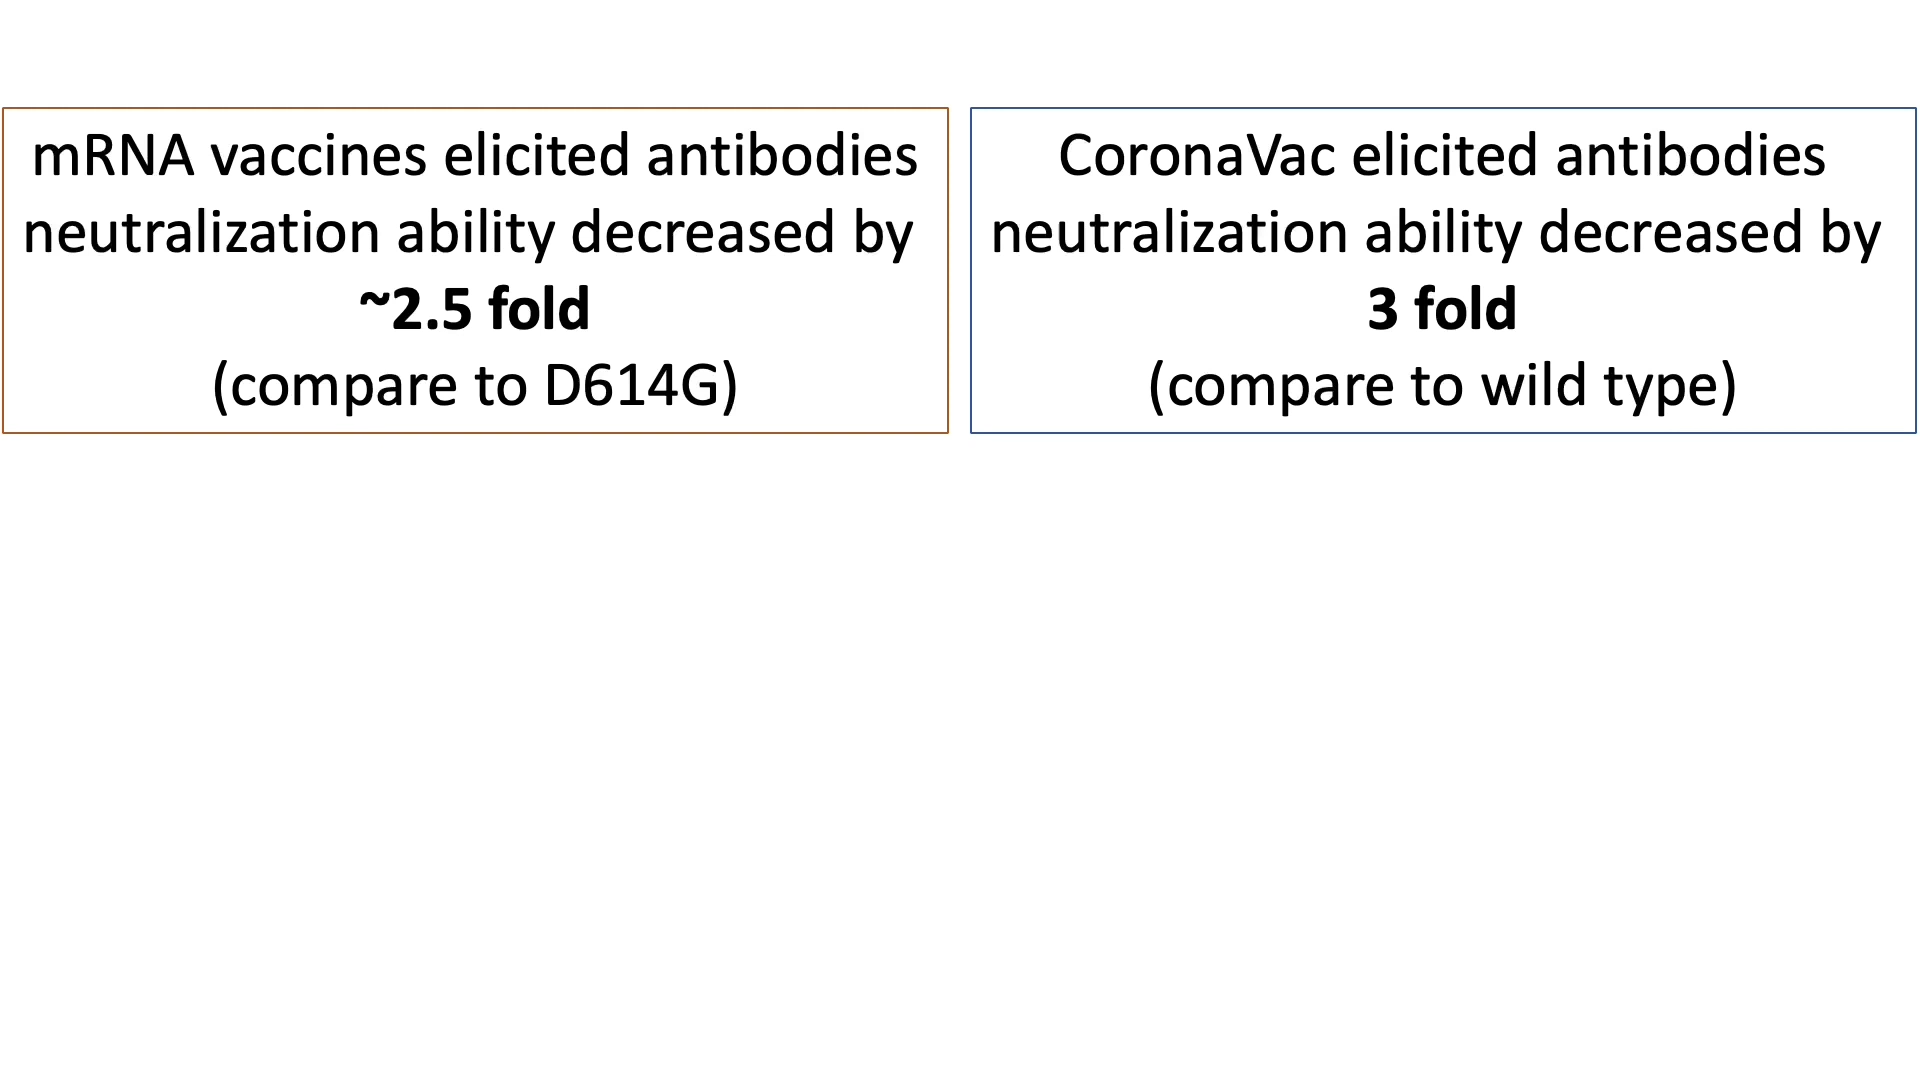 mRNA vaccines elicited antibodies
neutralization ability decreased by
~2.5 fold
(compare to D614G)
CoronaVac elicited antibodies
neutralization ability decreased by
3 fold
(compare to wild type)